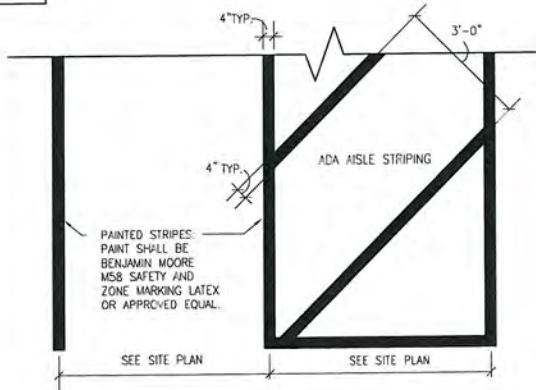 4"TYP.
3'-0"
ADA AISLE STRIPING
4" TYP.
PAINTED STRIPES:
PAINT SHALL BE
BENJAMIN MOORE
M58 SAFETY AND
ZONE MARKING LATEX
OR APPROVED EQUAL.
SEE SITE PLAN
SEE SITE PLAN